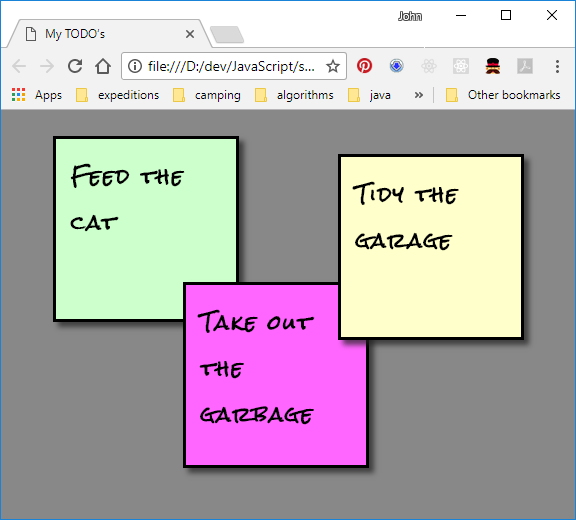 John
My TODO's
file:///D:/dev/JavaScript/s...
Apps expeditions camping algorithms java » Other bookmarks
Feed the
cat
Tidy the
garage
Take out
the
garbage